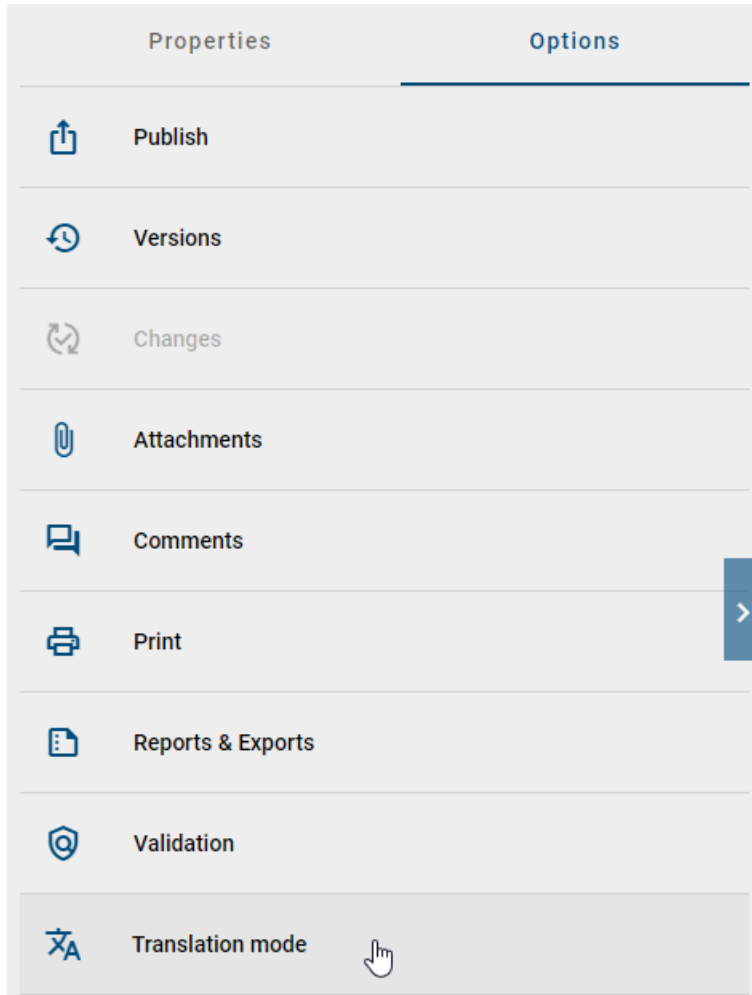 Properties Options
Publish
Versions
Changes
Attachments
Comments
Print
Reports & Exports
Validation
Translation mode